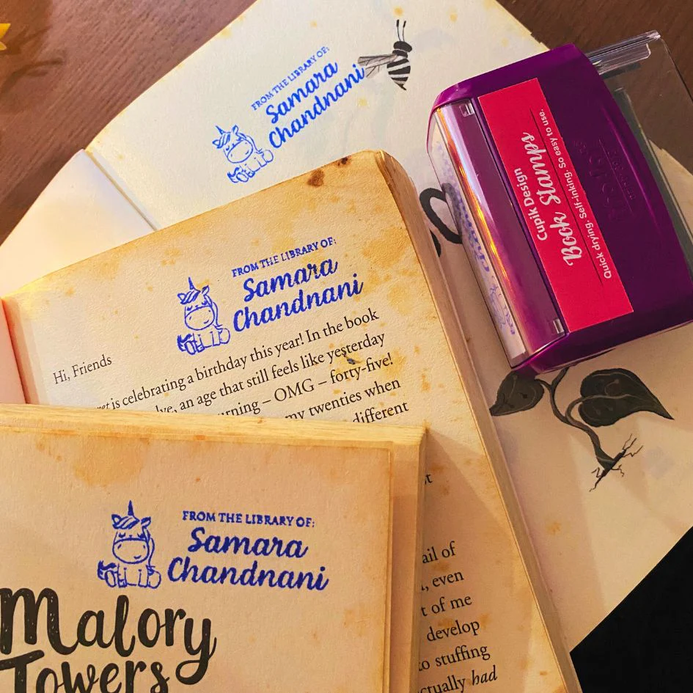 FROM THE LIBRARY OF:
Samara
Chandnani
Cupik Design
Book Stamps
Quick drying. Self-inking. So easy to use.
FROM THE LIBRARY OF:
Samara
Chandnani
Hi, Friends
is celebrating a birthday this year! In the book
an age that still feels like yesterday
– OMG – forty-five!
my twenties when
different
FROM THE LIBRARY OF:
Samara
Chandnani
ail of
, even
t of me
develop
o stuffing
ctually had
Malory
Towers